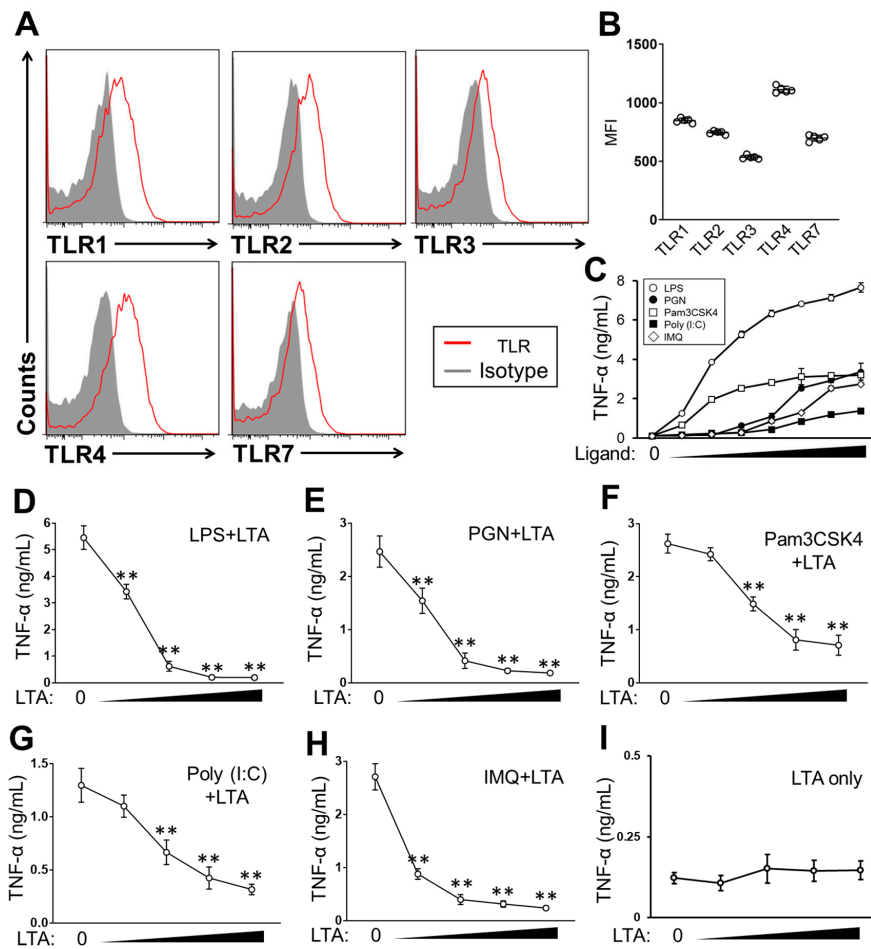 A
Counts
TLR1
TLR2
TLR3
TLR4
TLR7
TLR
Isotype
B
MFI
1500
1000
500
0
TLR1
TLR2
TLR3
TLR4
TLR7
C
TNF-α (ng/mL)
8
6
4
2
0
LPS
PGN
Pam3CSK4
Poly (I:C)
IMQ
Ligand: 0
D
LPS+LTA
TNF-α (ng/mL)
6
5
4
3
2
1
0
**
**
**
**
LTA: 0
E
PGN+LTA
TNF-α (ng/mL)
3
2
1
0
**
**
**
**
LTA: 0
F
Pam3CSK4
+LTA
TNF-α (ng/mL)
3
2
1
0
**
**
**
LTA: 0
G
Poly (I:C)
+LTA
TNF-α (ng/mL)
1.5
1.0
0.5
0.0
**
**
**
LTA: 0
H
IMQ+LTA
TNF-α (ng/mL)
3
2
1
0
**
**
**
**
LTA: 0
I
LTA only
TNF-α (ng/mL)
0.5
0.25
0
LTA: 0